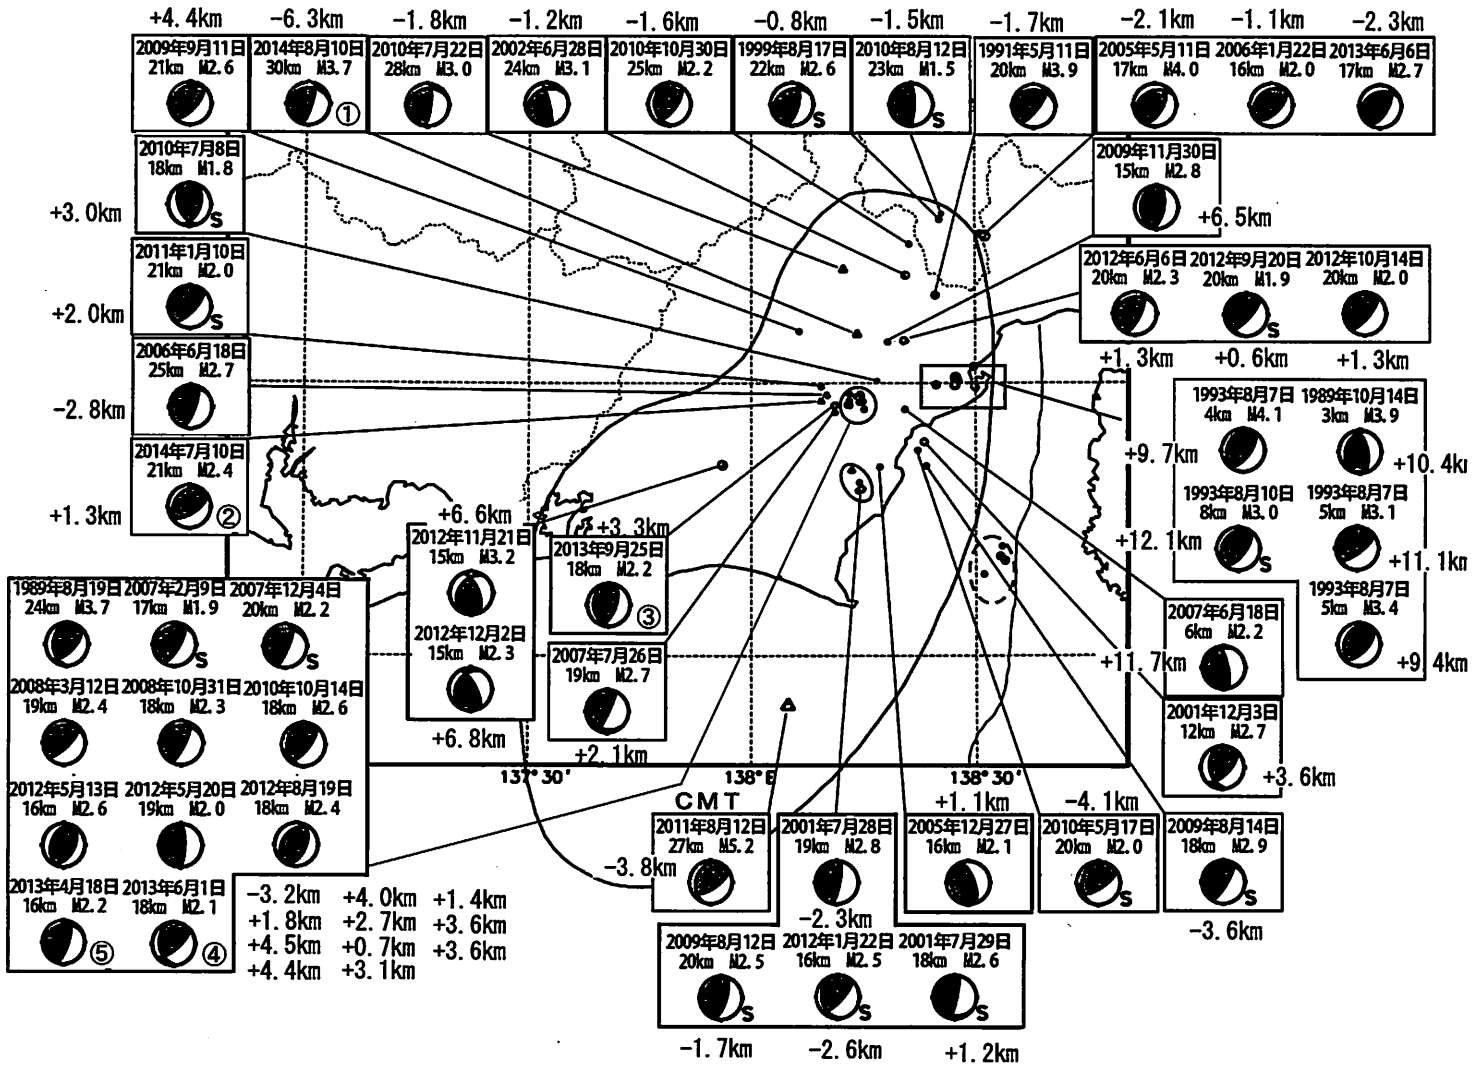 +4.4km -6.3km -1.8km -1.2km -1.6km -0.8km -1.5km -1.7km -2.1km -1.1km -2.3km
2009年9月11日 2014年8月10日 2010年7月22日 2002年6月28日 2010年10月30日 1999年8月17日 2010年8月12日 1991年5月11日 2005年5月11日 2006年1月22日 2013年6月6日
21km M2.6 30km M3.7 28km M3.0 24km M3.1 25km M2.2 22km M2.6 23km M1.5 20km M3.9 17km M4.0 16km M2.0 17km M2.7
① S S
2010年7月8日
18km M1.8
S
+3.0km
2009年11月30日
15km M2.8
+6.5km
2011年1月10日
21km M2.0
S
+2.0km
2012年6月6日 2012年9月20日 2012年10月14日
20km M2.3 20km M1.9 20km M2.0
S
+1.3km +0.6km +1.3km
2006年6月18日
25km M2.7
-2.8km
2014年7月10日
21km M2.4
②
+1.3km
1993年8月7日 1989年10月14日
4km M4.1 3km M3.9
+9.7km +10.4km
1993年8月10日 1993年8月7日
8km M3.0 5km M3.1
S
+12.1km +11.1km
1993年8月7日
5km M3.4
+11.7km +9.4km
+6.6km
2012年11月21日
15km M3.2
2012年12月2日
15km M2.3
+6.8km
+3.3km
2013年9月25日
18km M2.2
③
2007年7月26日
19km M2.7
+2.1km
2007年6月18日
6km M2.2
2001年12月3日
12km M2.7
+3.6km
1989年8月19日 2007年2月9日 2007年12月4日
24km M3.7 17km M1.9 20km M2.2
S S
2008年3月12日 2008年10月31日 2010年10月14日
19km M2.4 18km M2.3 18km M2.6
2012年5月13日 2012年5月20日 2012年8月19日
16km M2.6 19km M2.0 18km M2.4
2013年4月18日 2013年6月1日
16km M2.2 18km M2.1
⑤ ④
-3.2km +4.0km +1.4km
+1.8km +2.7km +3.6km
+4.5km +0.7km +3.6km
+4.4km +3.1km
137°30′ 138°E 138°30′
CMT
+1.1km -4.1km
2011年8月12日 2001年7月28日 2005年12月27日 2010年5月17日 2009年8月14日
27km M5.2 19km M2.8 16km M2.1 20km M2.0 18km M2.9
S S
-3.8km
-2.3km
-3.6km
2009年8月12日 2012年1月22日 2001年7月29日
20km M2.5 16km M2.5 18km M2.6
S S S
-1.7km -2.6km +1.2km